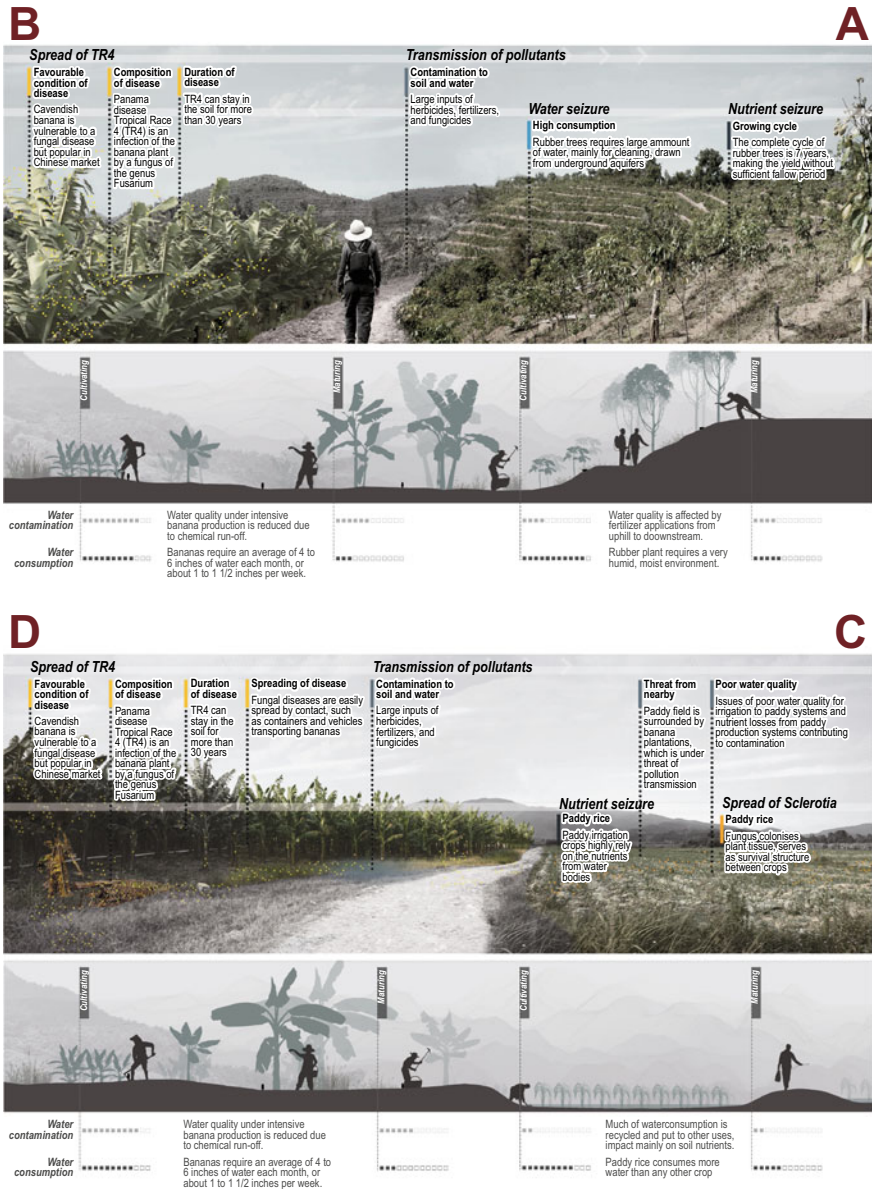 B
A
Spread of TR4
Transmission of pollutants
Favourable
condition of
disease
Cavendish
banana is
vulnerable to a
fungal disease
but popular in
Chinese market
Composition
of disease
Panama
disease
Tropical Race
4 (TR4) is an
infection of the
banana plant
by a fungus of
the genus
Fusarium
Duration of
disease
TR4 can stay in
the soil for more
than 30 years
Contamination to
soil and water
Large inputs of
herbicides, fertilizers,
and fungicides
Water seizure
High consumption
Rubber trees requires large ammount
of water, mainly for cleaning, drawn
from underground aquifers
Nutrient seizure
Growing cycle
The complete cycle of
rubber trees is 7 years,
making the yield without
sufficient fallow period
Cultivating
Maturing
Cultivating
Maturing
Water
contamination
Water quality under intensive
banana production is reduced due
to chemical run-off.
Water quality is affected by
fertilizer applications from
uphill to doownstream.
Water
consumption
Bananas require an average of 4 to
6 inches of water each month, or
about 1 to 1 1/2 inches per week.
Rubber plant requires a very
humid, moist environment.
D
C
Spread of TR4
Transmission of pollutants
Favourable
condition of
disease
Cavendish
banana is
vulnerable to a
fungal disease
but popular in
Chinese market
Composition
of disease
Panama
disease
Tropical Race
4 (TR4) is an
infection of the
banana plant
by a fungus of
the genus
Fusarium
Duration
of disease
TR4 can
stay in the
soil for
more than
30 years
Spreading of disease
Fungal diseases are easily
spread by contact, such
as containers and vehicles
transporting bananas
Contamination to
soil and water
Large inputs of
herbicides,
fertilizers, and
fungicides
Threat from
nearby
Paddy field is
surrounded by
banana
plantations,
which is under
threat of
pollution
transmission
Poor water quality
Issues of poor water quality for
irrigation to paddy systems and
nutrient losses from paddy
production systems contributing
to contamination
Nutrient seizure
Paddy rice
Paddy irrigation
crops highly rely
on the nutrients
from water
bodies
Spread of Sclerotia
Paddy rice
Fungus colonises
plant tissue, serves
as survival structure
between crops
Cultivating
Maturing
Cultivating
Maturing
Water
contamination
Water quality under intensive
banana production is reduced due
to chemical run-off.
Much of waterconsumption is
recycled and put to other uses,
impact mainly on soil nutrients.
Water
consumption
Bananas require an average of 4 to
6 inches of water each month, or
about 1 to 1 1/2 inches per week.
Paddy rice consumes more
water than any other crop